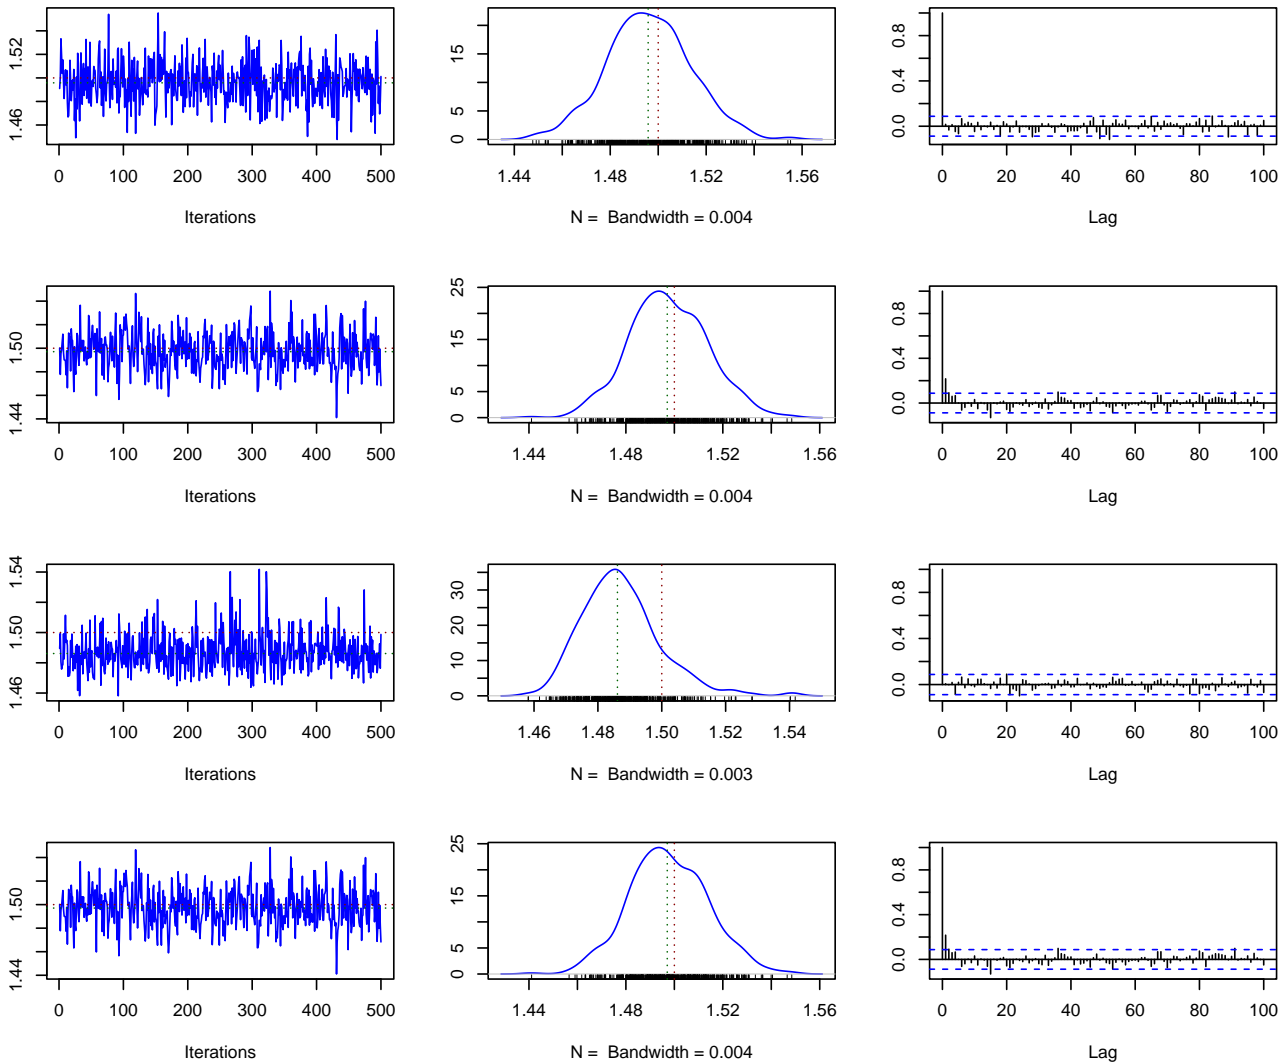 1.46 1.52
0 100 200 300 400 500
Iterations
0 5 15
1.44 1.48 1.52 1.56
N = Bandwidth = 0.004
0.0 0.4 0.8
0 20 40 60 80 100
Lag
1.44 1.50
0 100 200 300 400 500
Iterations
0 5 15 25
1.44 1.48 1.52 1.56
N = Bandwidth = 0.004
0.0 0.4 0.8
0 20 40 60 80 100
Lag
1.46 1.50 1.54
0 100 200 300 400 500
Iterations
0 10 20 30
1.46 1.48 1.50 1.52 1.54
N = Bandwidth = 0.003
0.0 0.4 0.8
0 20 40 60 80 100
Lag
1.44 1.50
0 100 200 300 400 500
Iterations
0 5 15 25
1.44 1.48 1.52 1.56
N = Bandwidth = 0.004
0.0 0.4 0.8
0 20 40 60 80 100
Lag